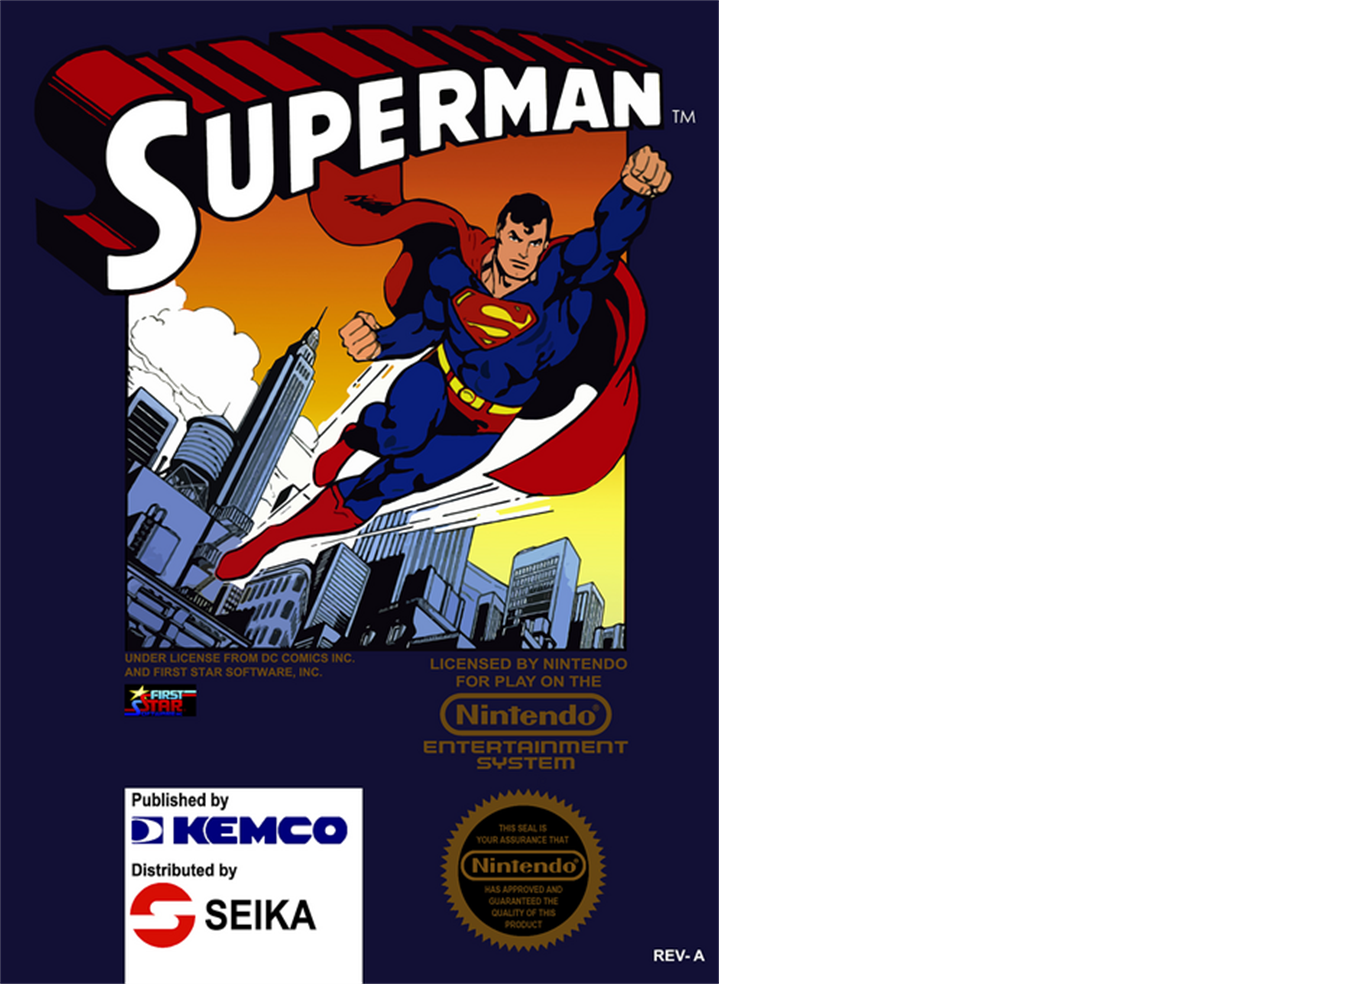 SUPERMAN TM
UNDER LICENSE FROM DC COMICS INC.
AND FIRST STAR SOFTWARE, INC.
FIRST
STAR
LICENSED BY NINTENDO
FOR PLAY ON THE
Nintendo®
ENTERTAINMENT
SYSTEM
Published by
KEMCO
Distributed by
SEIKA
THIS SEAL IS
YOUR ASSURANCE THAT
Nintendo®
HAS APPROVED AND
GUARANTEED THE
QUALITY OF THIS
PRODUCT
REV- A